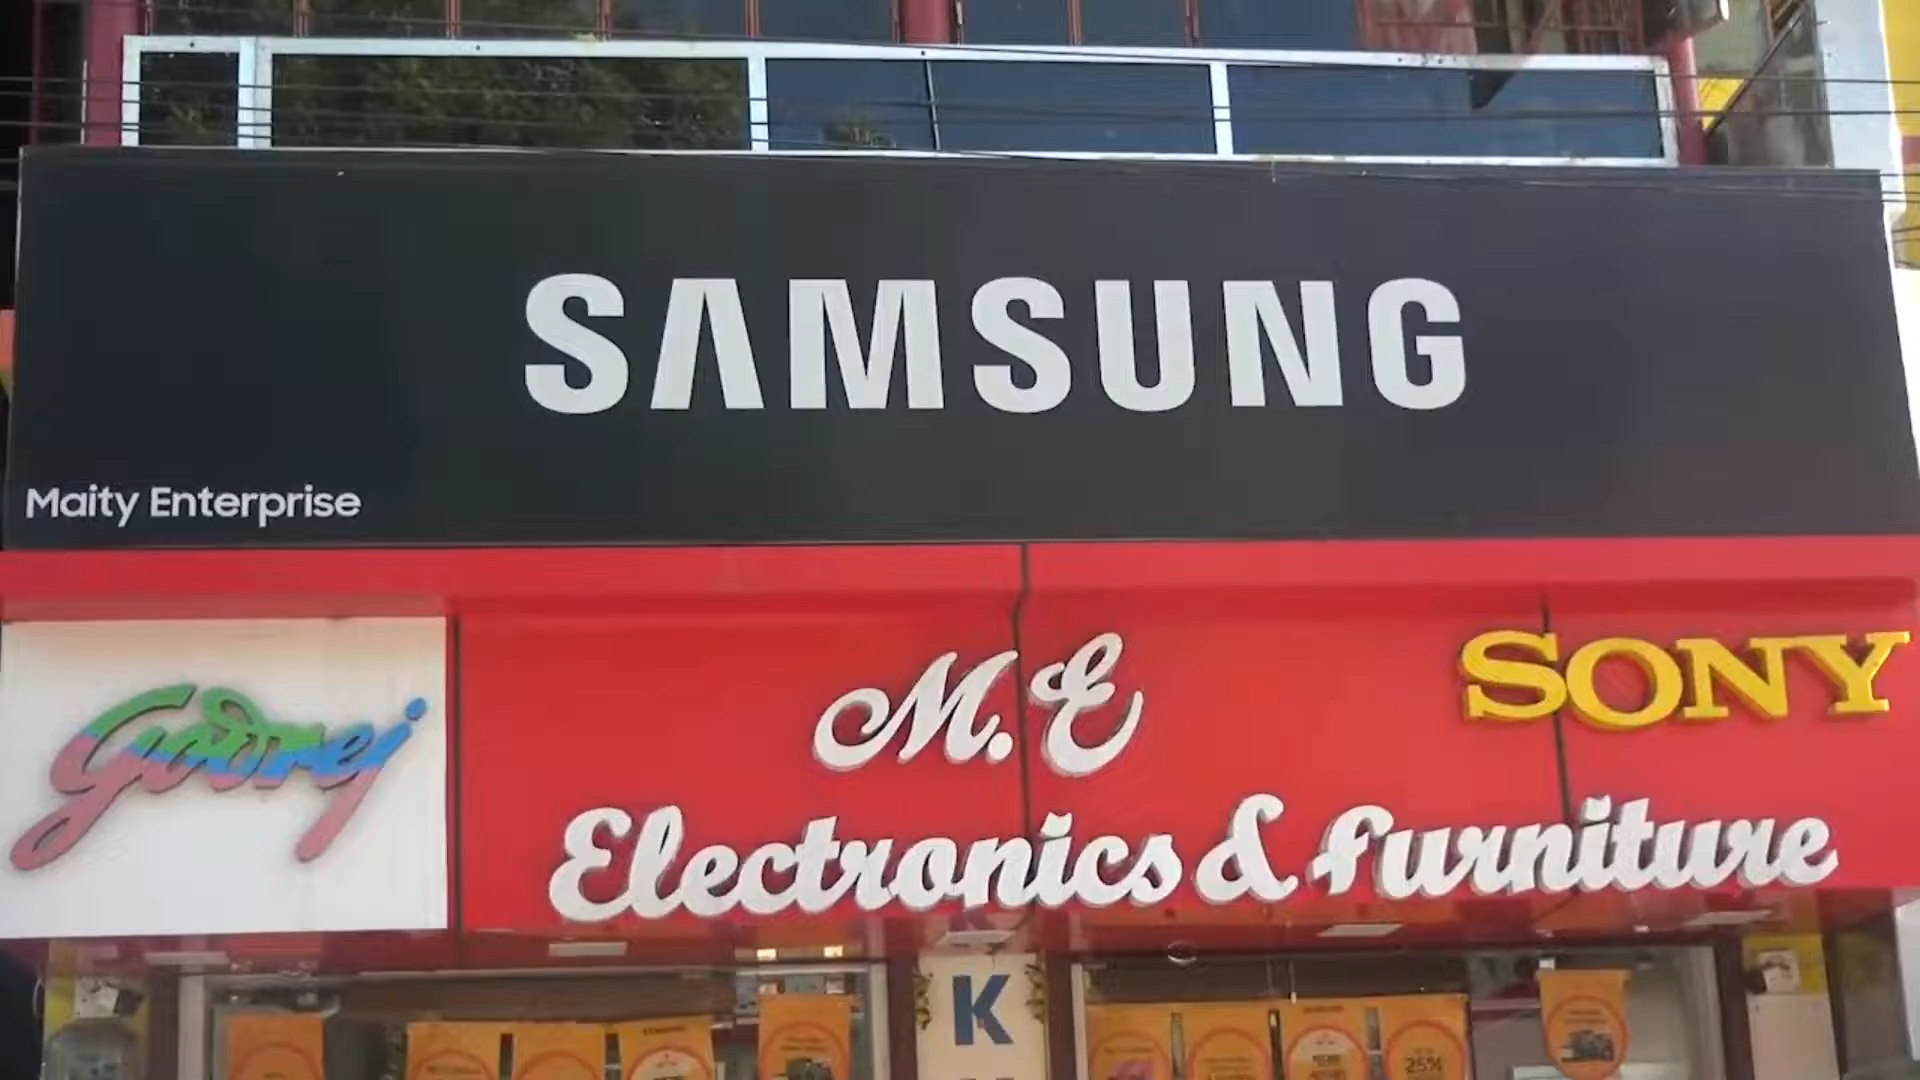 SAMSUNG
Maity Enterprise
Godrej
M.E
SONY
Electronics & furniture
K
25%